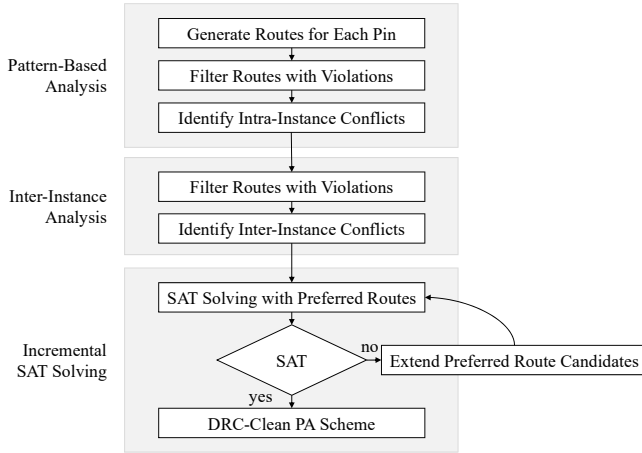 Pattern-Based
Analysis
Generate Routes for Each Pin
Filter Routes with Violations
Identify Intra-Instance Conflicts
Inter-Instance
Analysis
Filter Routes with Violations
Identify Inter-Instance Conflicts
Incremental
SAT Solving
SAT Solving with Preferred Routes
SAT
no
Extend Preferred Route Candidates
yes
DRC-Clean PA Scheme